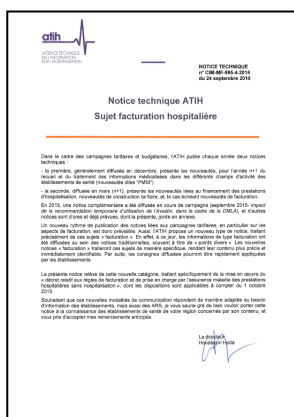 atih
AGENCE TECHNIQUE
DE L'INFORMATION
SUR L'HOSPITALISATION
NOTICE TECHNIQUE
n° CIM-MF-895-4-2015
du 24 septembre 2015
Notice technique ATIH
Sujet facturation hospitalière
Dans le cadre des campagnes tarifaires et budgétaires, l'ATIH publie chaque année deux notices
techniques :
- la première, généralement diffusée en décembre, présente les nouveautés, pour l'année n+1 du
recueil et du traitement des informations médicalisées dans les différents champs d'activité des
établissements de santé (nouveautés dites "PMSI")
- la seconde, diffusée en mars (n+1), présente les nouveautés liées au financement des prestations
d'hospitalisation, nouveautés de construction tarifaire, et, le cas échéant nouveautés de facturation.
En 2015, une notice complémentaire a été diffusée en cours de campagne (septembre 2015- impact
de la recommandation temporaire d'utilisation de l'Avastin, dans le cadre de la DMLA), et d'autres
notices sont d'ores et déjà prévues, dont la présente, jointe en annexe.
Un nouveau rythme de publication des notices liées aux campagnes tarifaires, en particulier sur les
aspects de facturation, est donc prévisible. Aussi, l'ATIH propose un nouveau type de notice, traitant
précisément de ces sujets « facturation ». En effet, à ce jour, les informations de type facturation ont
été diffusées au sein des notices traditionnelles, souvent à titre de « points divers ». Les nouvelles
notices « facturation » traiteront ces sujets de manière spécifique, rendant leur contenu plus précis et
immédiatement identifiable. Par suite, les consignes diffusées pourront être rapidement appliquées
par les établissements.
La présente notice relève de cette nouvelle catégorie, traitant spécifiquement de la mise en œuvre du
« décret relatif aux règles de facturation et de prise en charge par l'assurance maladie des prestations
hospitalières sans hospitalisation », dont les dispositions sont applicables à compter du 1 octobre
2015.
Souhaitant que ces nouvelles modalités de communication répondent de manière adaptée au besoin
d'information des établissements, mais aussi des ARS, je vous saurai gré de bien vouloir porter cette
notice à la connaissance des établissements de santé de votre région concernés par son contenu, et
vous prie d'accepter mes remerciements anticipés.
Le directeur
Housseyni Holla